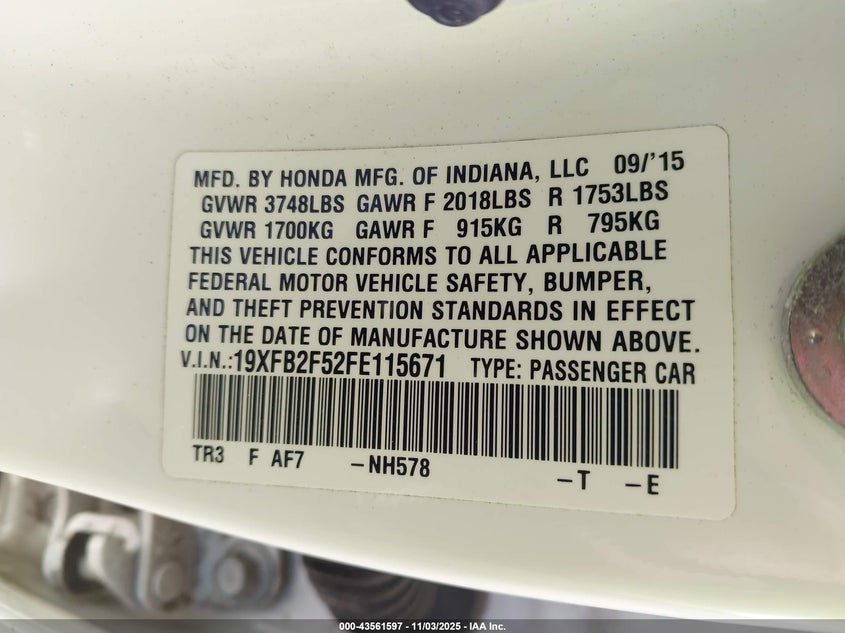 MFD. BY HONDA MFG. OF INDIANA, LLC 09/'15
GVWR 3748LBS GAWR F 2018LBS R 1753LBS
GVWR 1700KG GAWR F 915KG R 795KG
THIS VEHICLE CONFORMS TO ALL APPLICABLE
FEDERAL MOTOR VEHICLE SAFETY, BUMPER,
AND THEFT PREVENTION STANDARDS IN EFFECT
ON THE DATE OF MANUFACTURE SHOWN ABOVE.
V.I.N.:19XFB2F52FE115671 TYPE: PASSENGER CAR
TR3 F AF7 -NH578 -T -E
000-43561597 - 11/03/2025 - IAA Inc.